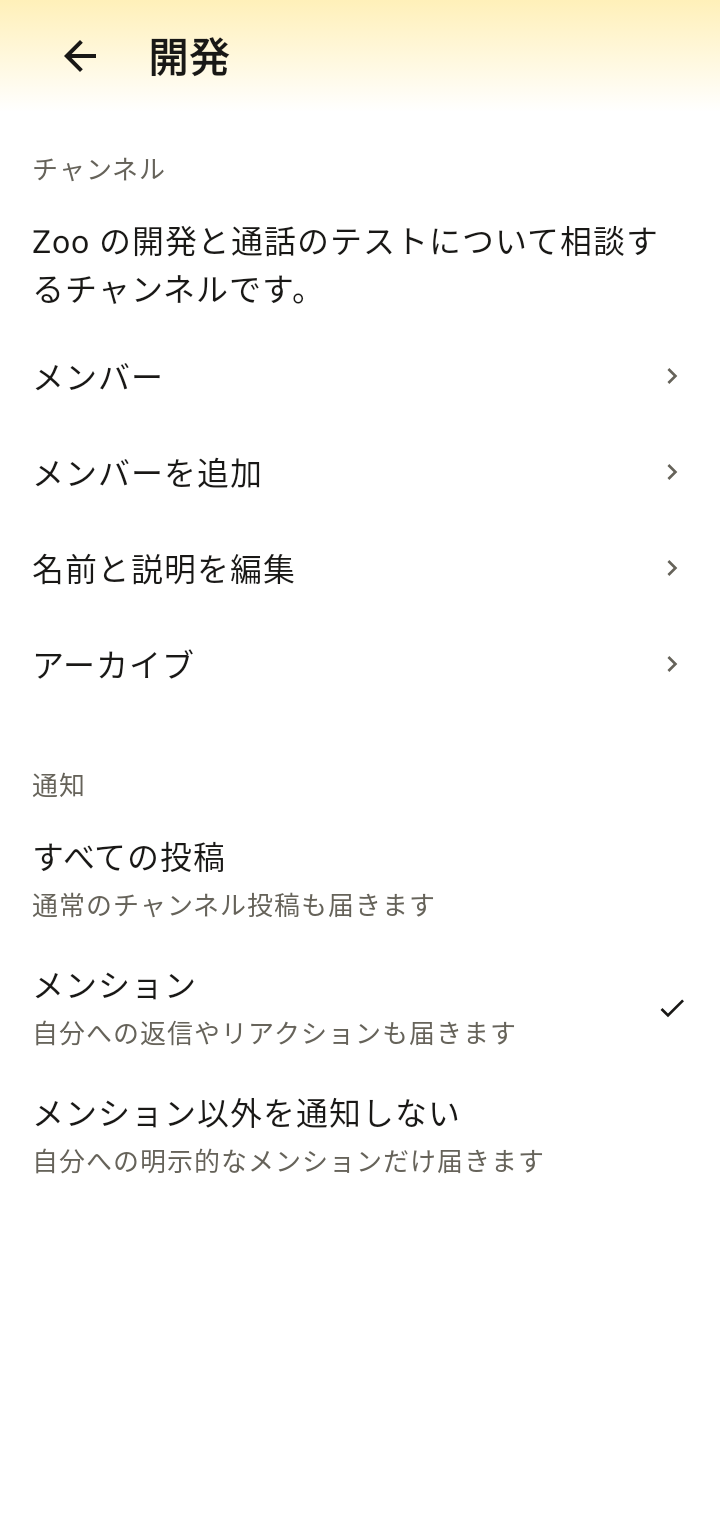 開発
チャンネル
Zoo の開発と通話のテストについて相談す
るチャンネルです。
メンバー
メンバーを追加
名前と説明を編集
アーカイブ
通知
すべての投稿
通常のチャンネル投稿も届きます
メンション
自分への返信やリアクションも届きます
メンション以外を通知しない
自分への明示的なメンションだけ届きます